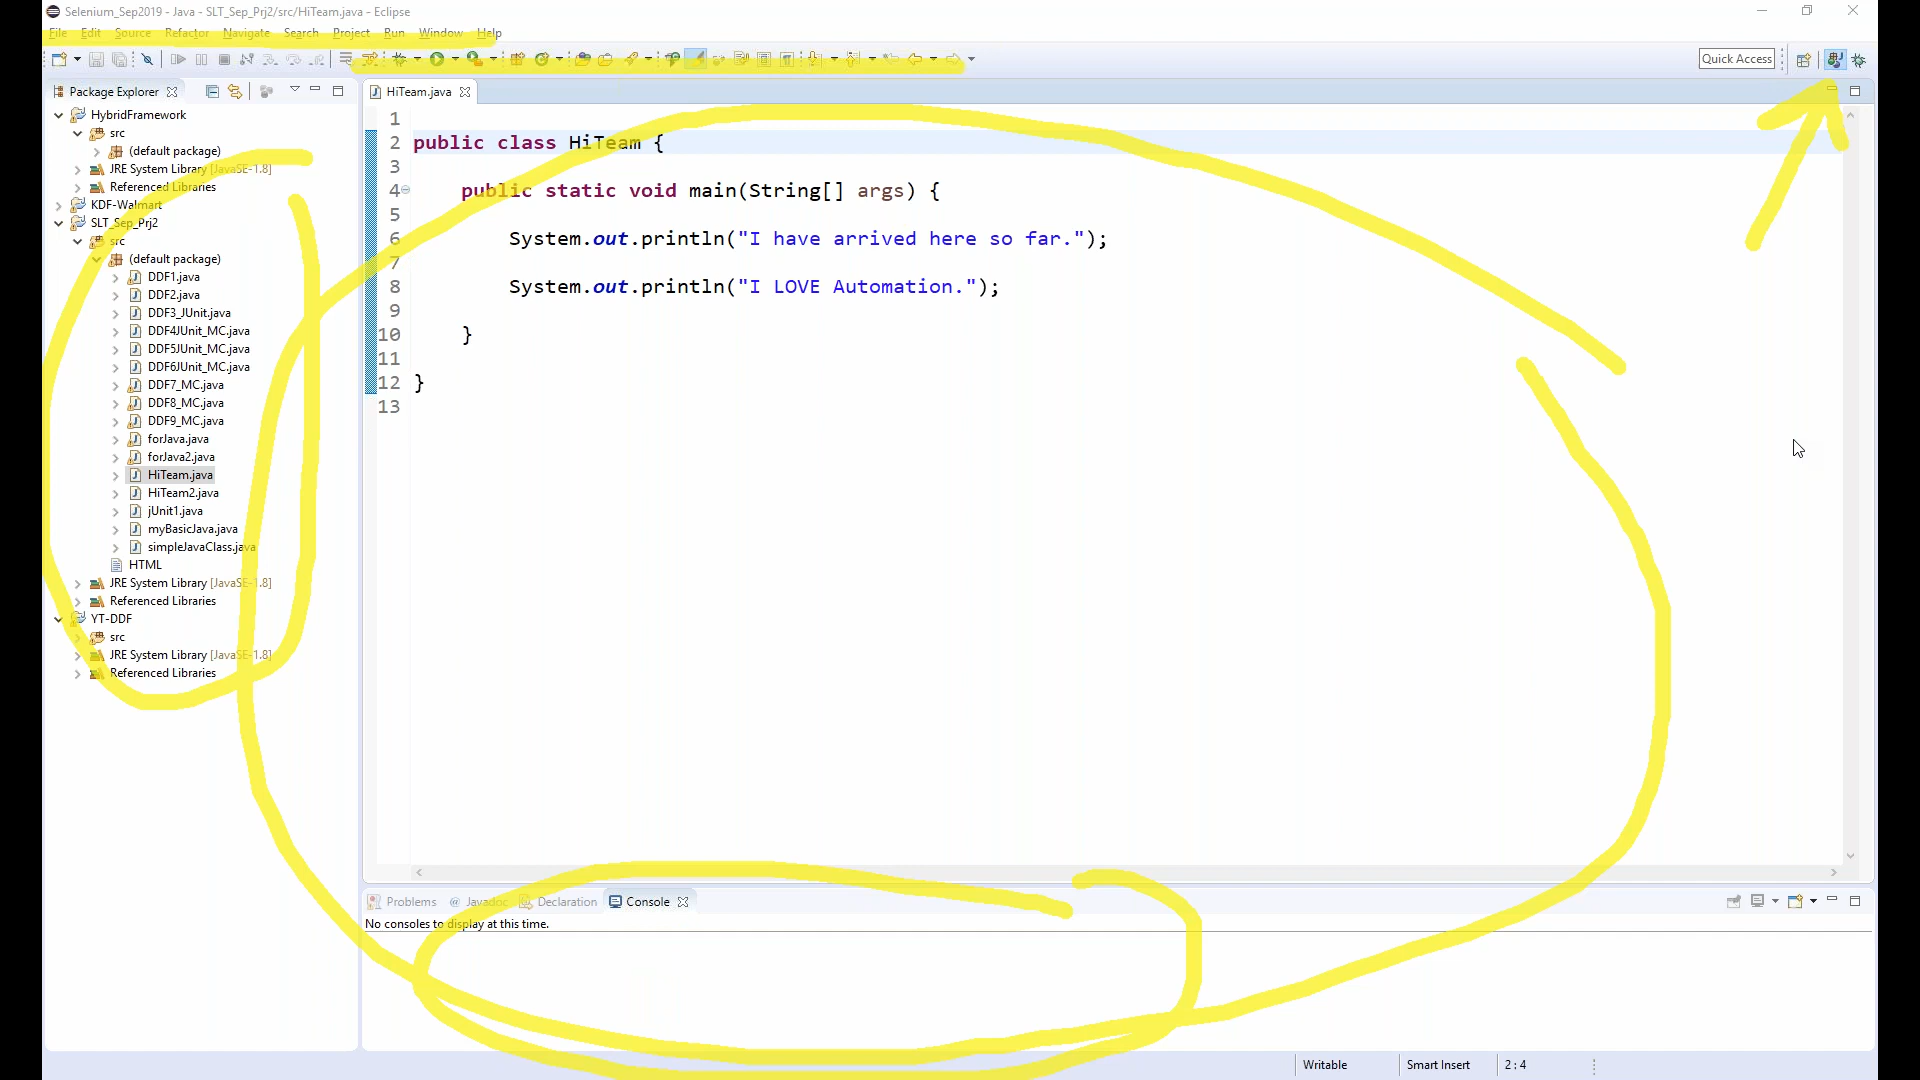 Selenium_Sep2019 - Java - SLT_Sep_Prj2/src/HiTeam.java - Eclipse
File Edit Source Refactor Navigate Search Project Run Window Help
Quick Access
Package Explorer
HiTeam.java
HybridFramework
src
(default package)
JRE System Library [JavaSE-1.8]
Referenced Libraries
KDF-Walmart
SLT_Sep_Prj2
src
(default package)
DDF1.java
DDF2.java
DDF3_JUnit.java
DDF4JUnit_MC.java
DDF5JUnit_MC.java
DDF6JUnit_MC.java
DDF7_MC.java
DDF8_MC.java
DDF9_MC.java
forJava.java
forJava2.java
HiTeam.java
HiTeam2.java
jUnit1.java
myBasicJava.java
simpleJavaClass.java
HTML
JRE System Library [JavaSE-1.8]
Referenced Libraries
YT-DDF
src
JRE System Library [JavaSE-1.8]
Referenced Libraries
1
2 public class HiTeam {
3
4 public static void main(String[] args) {
5
6 System.out.println("I have arrived here so far.");
7
8 System.out.println("I LOVE Automation.");
9
10 }
11
12 }
13
Problems @ Javadoc Declaration Console
No consoles to display at this time.
Writable Smart Insert 2 : 4